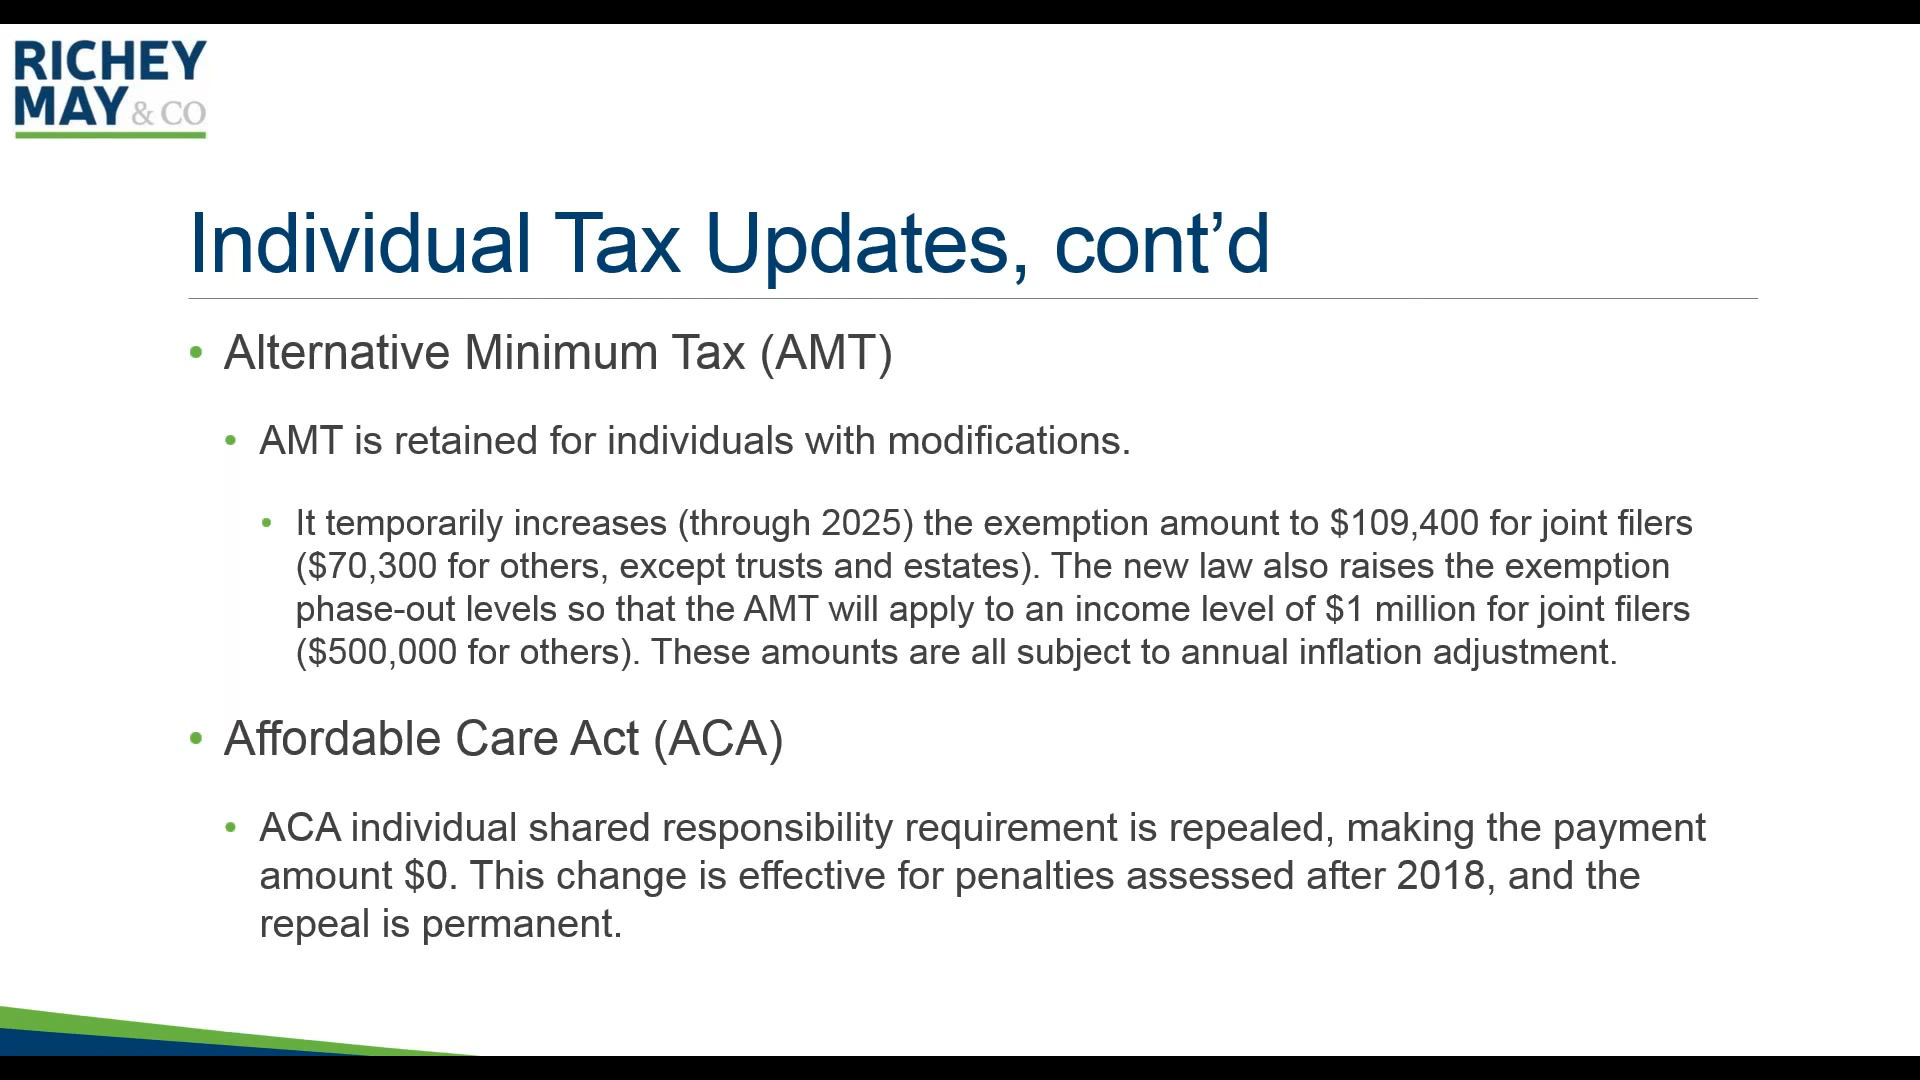 RICHEY
MAY & CO
Individual Tax Updates, cont’d
• Alternative Minimum Tax (AMT)
• AMT is retained for individuals with modifications.
• It temporarily increases (through 2025) the exemption amount to $109,400 for joint filers
($70,300 for others, except trusts and estates). The new law also raises the exemption
phase-out levels so that the AMT will apply to an income level of $1 million for joint filers
($500,000 for others). These amounts are all subject to annual inflation adjustment.
• Affordable Care Act (ACA)
• ACA individual shared responsibility requirement is repealed, making the payment
amount $0. This change is effective for penalties assessed after 2018, and the
repeal is permanent.